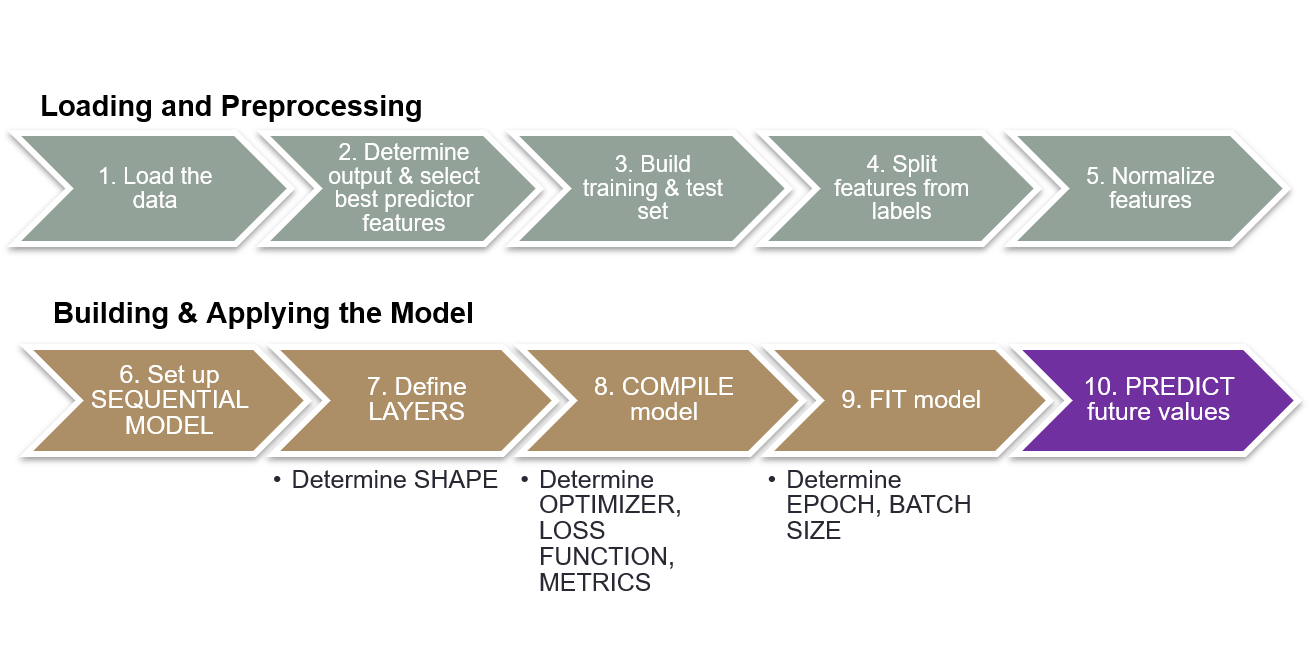 Loading and Preprocessing
1. Load the
data
2. Determine
output & select
best predictor
features
3. Build
training & test
set
4. Split
features from
labels
5. Normalize
features
Building & Applying the Model
6. Set up
SEQUENTIAL
MODEL
7. Define
LAYERS
8. COMPILE
model
9. FIT model
10. PREDICT
future values
• Determine SHAPE
• Determine
OPTIMIZER,
LOSS
FUNCTION,
METRICS
• Determine
EPOCH, BATCH
SIZE